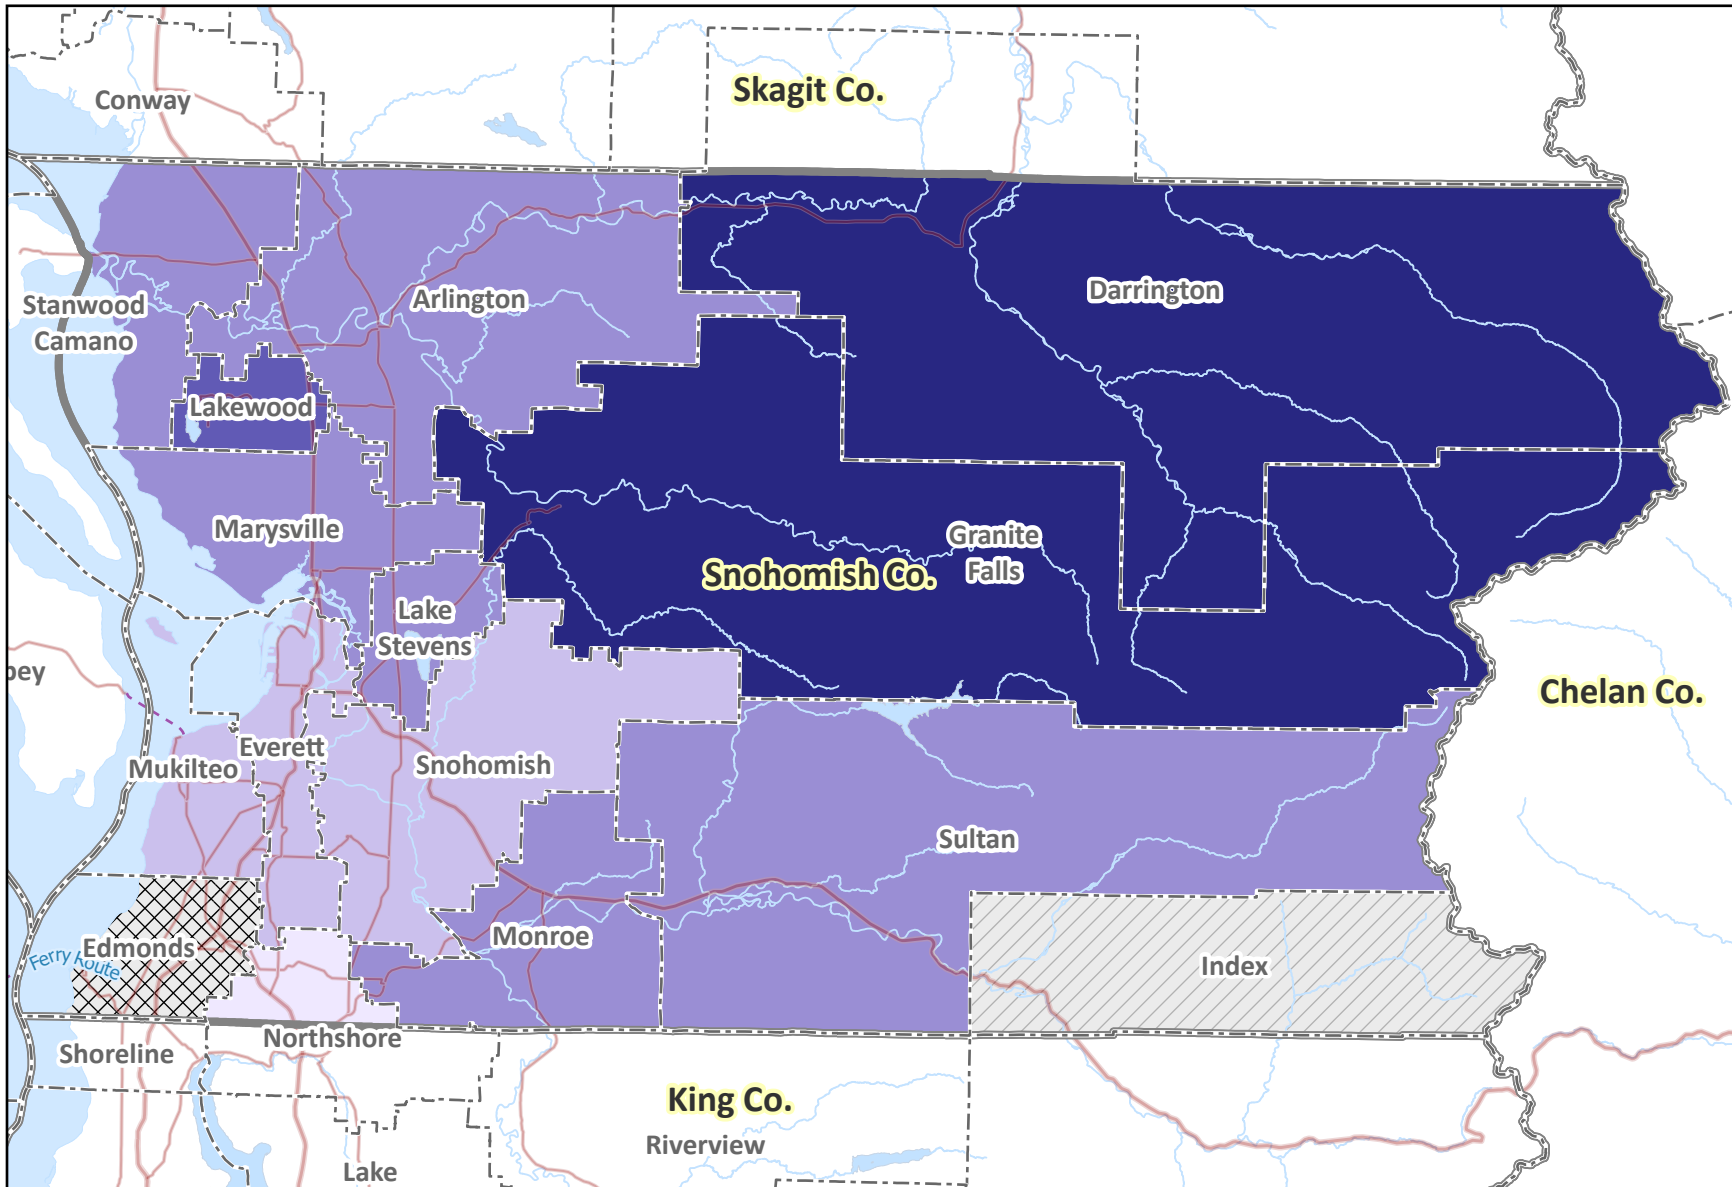 Skagit Co.
Conway
Darrington
Arlington
Stanwood
Camano
Lakewood
Marysville
Granite
Falls
Snohomish Co.
Lake
Stevens
Chelan Co.
Everett
Mukilteo
Snohomish
Sultan
Monroe
Edmonds
Ferry Route
Index
Northshore
Shoreline
King Co.
Riverview
Lake